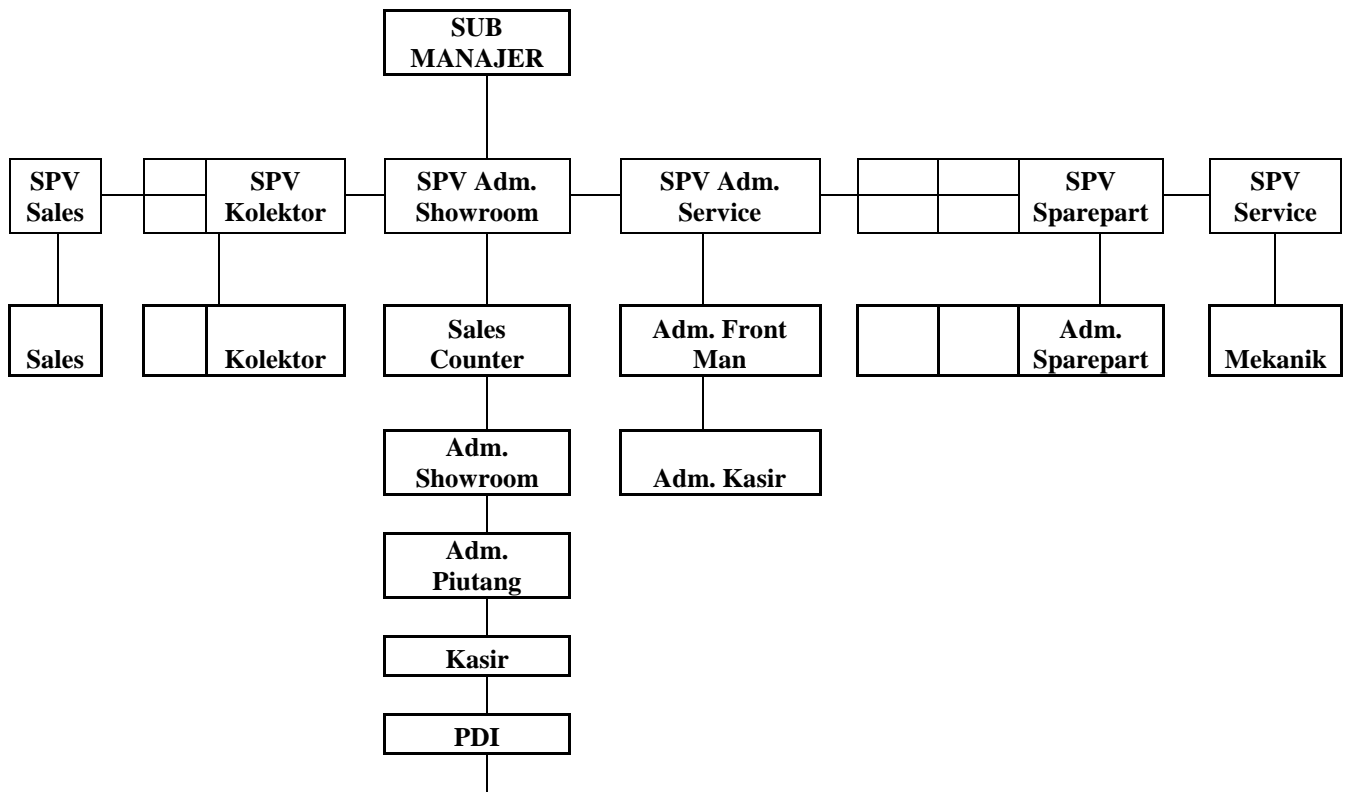 SUB
MANAJER
SPV
Sales
SPV
Kolektor
SPV Adm.
Showroom
SPV Adm.
Service
SPV
Sparepart
SPV
Service
Sales
Kolektor
Sales
Counter
Adm. Front
Man
Adm.
Sparepart
Mekanik
Adm.
Showroom
Adm. Kasir
Adm.
Piutang
Kasir
PDI